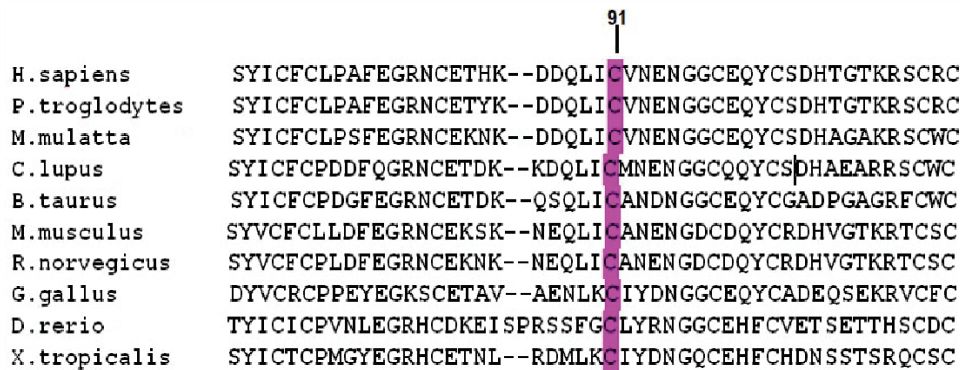 91
H.sapiens SYICFCLPAFEGRNCETHK--DDQLICVNENGGCEQYCSDHTGTKRSCRC
P.troglodytes SYICFCLPAFEGRNCETYK--DDQLICVNENGGCEQYCSDHTGTKRSCRC
M.mulatta SYICFCLPSFEGRNCEKNK--DDQLICVNENGGCEQYCSDHAGAKRSCWC
C.lupus SYICFCPDDFQGRNCETDK--KDQLICMNENGGCQQYCSDHAEARRSCWC
B.taurus SYICFCPDGFEGRNCETDK--QSQLICANDNGGCEQYCGADPGAGRFCWC
M.musculus SYVCFCLLDFEGRNCEKSK--NEQLICANENGDCDQYCRDHVGTKRTCSC
R.norvegicus SYVCFCPLDFEGRNCEKNK--NEQLICANENGDCDQYCRDHVGTKRTCSC
G.gallus DYVCRCPPEYEGKSCETAV--AENLKCIYDNGGCEQYCADEQSEKRVCFC
D.rerio TYICICPVNLEGRHCDKEISPRSSFGCLYRNGGCEHFCVETSETTHSCDC
X.tropicalis SYICTCPMGYEGRHCETNL--RDMLKCIYDNGQCEHFCHDNSSTSRQCSC